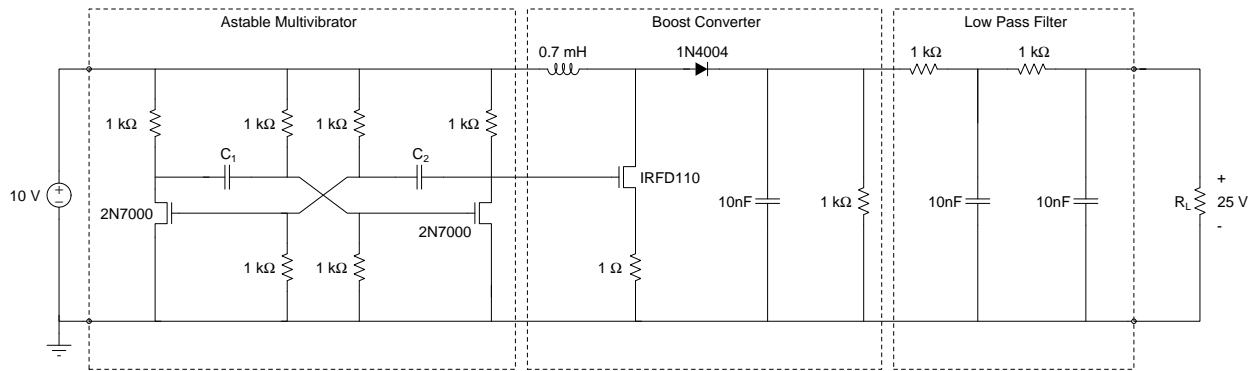 Astable Multivibrator
Boost Converter
Low Pass Filter
0.7 mH
1N4004
1 kΩ
1 kΩ
1 kΩ
1 kΩ
1 kΩ
1 kΩ
C1
C2
10 V
+
−
2N7000
2N7000
IRFD110
10nF
1 kΩ
10nF
10nF
RL
+
25 V
-
1 kΩ
1 kΩ
1 Ω